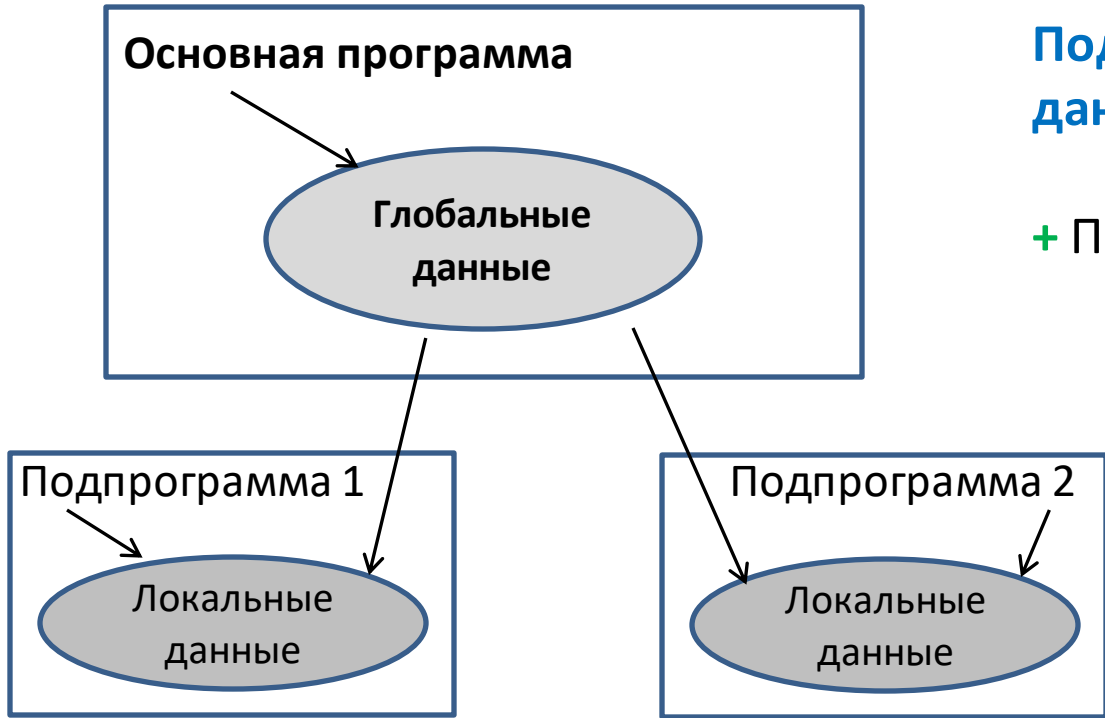 Основная программа
Глобальные
данные
Подпрограмма 1
Локальные
данные
Подпрограмма 2
Локальные
данные
+